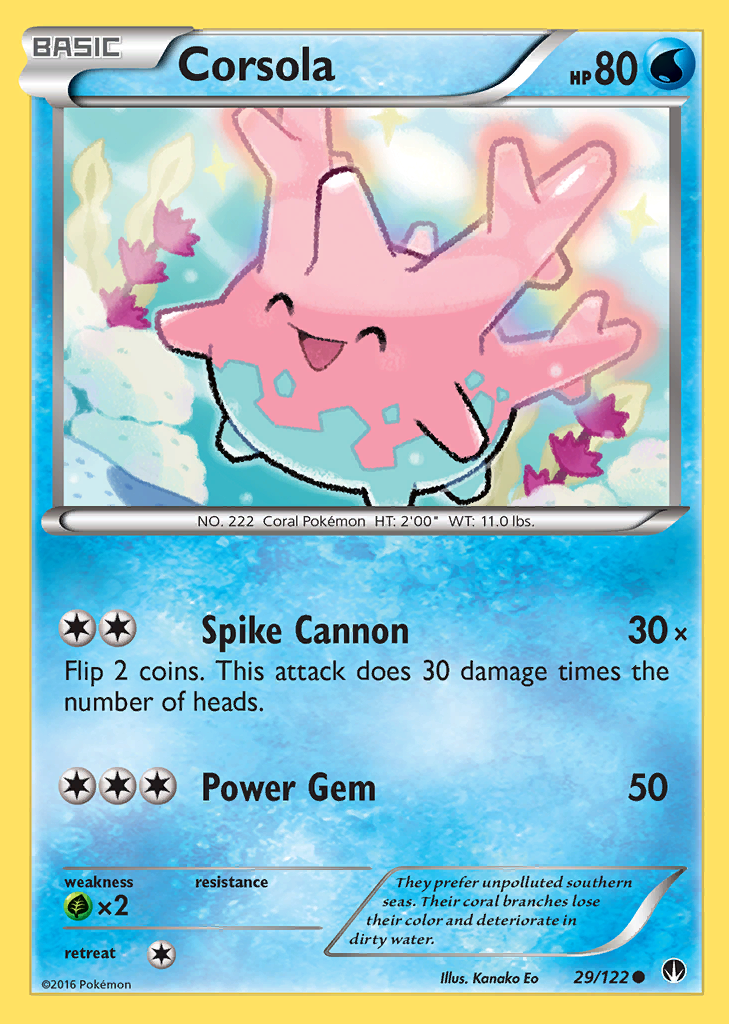 BASIC
Corsola
HP 80
NO. 222 Coral Pokémon HT: 2'00" WT: 11.0 lbs.
Spike Cannon 30×
Flip 2 coins. This attack does 30 damage times the
number of heads.
Power Gem 50
weakness resistance
×2
retreat
They prefer unpolluted southern
seas. Their coral branches lose
their color and deteriorate in
dirty water.
©2016 Pokémon
Illus. Kanako Eo 29/122